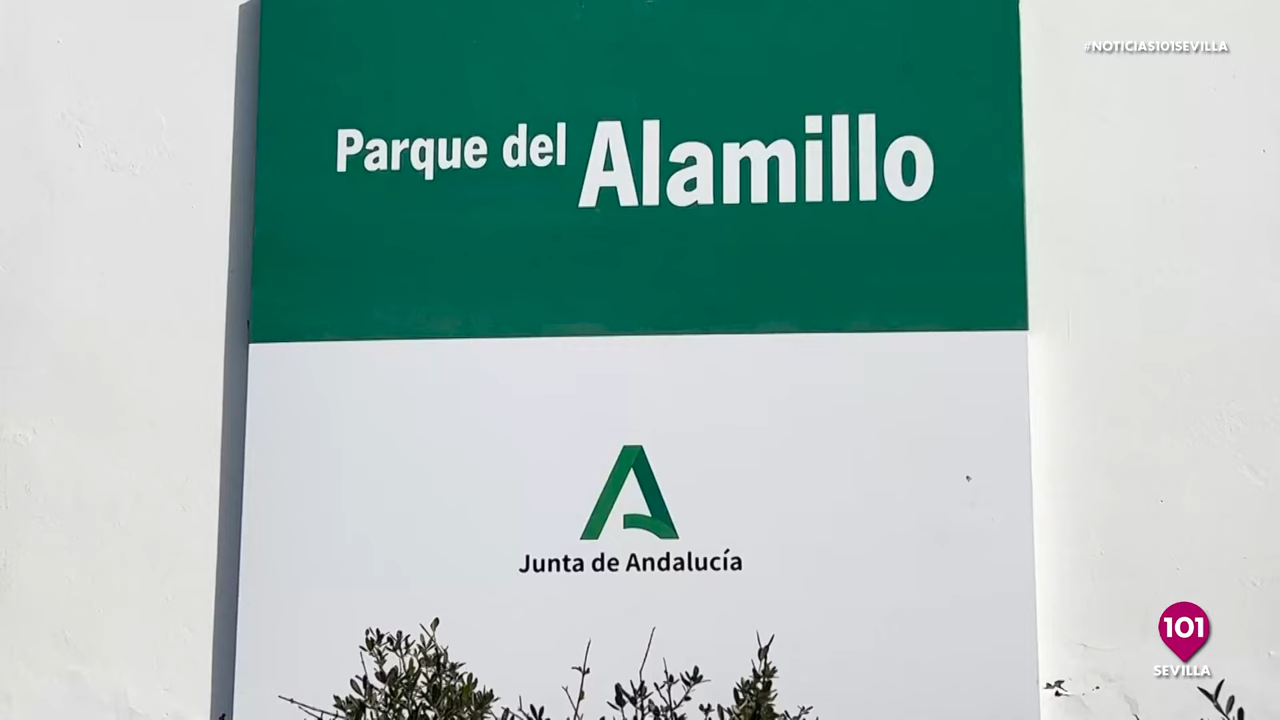 #NOTICIAS101SEVILLA
Parque del Alamillo
Junta de Andalucía
101
SEVILLA